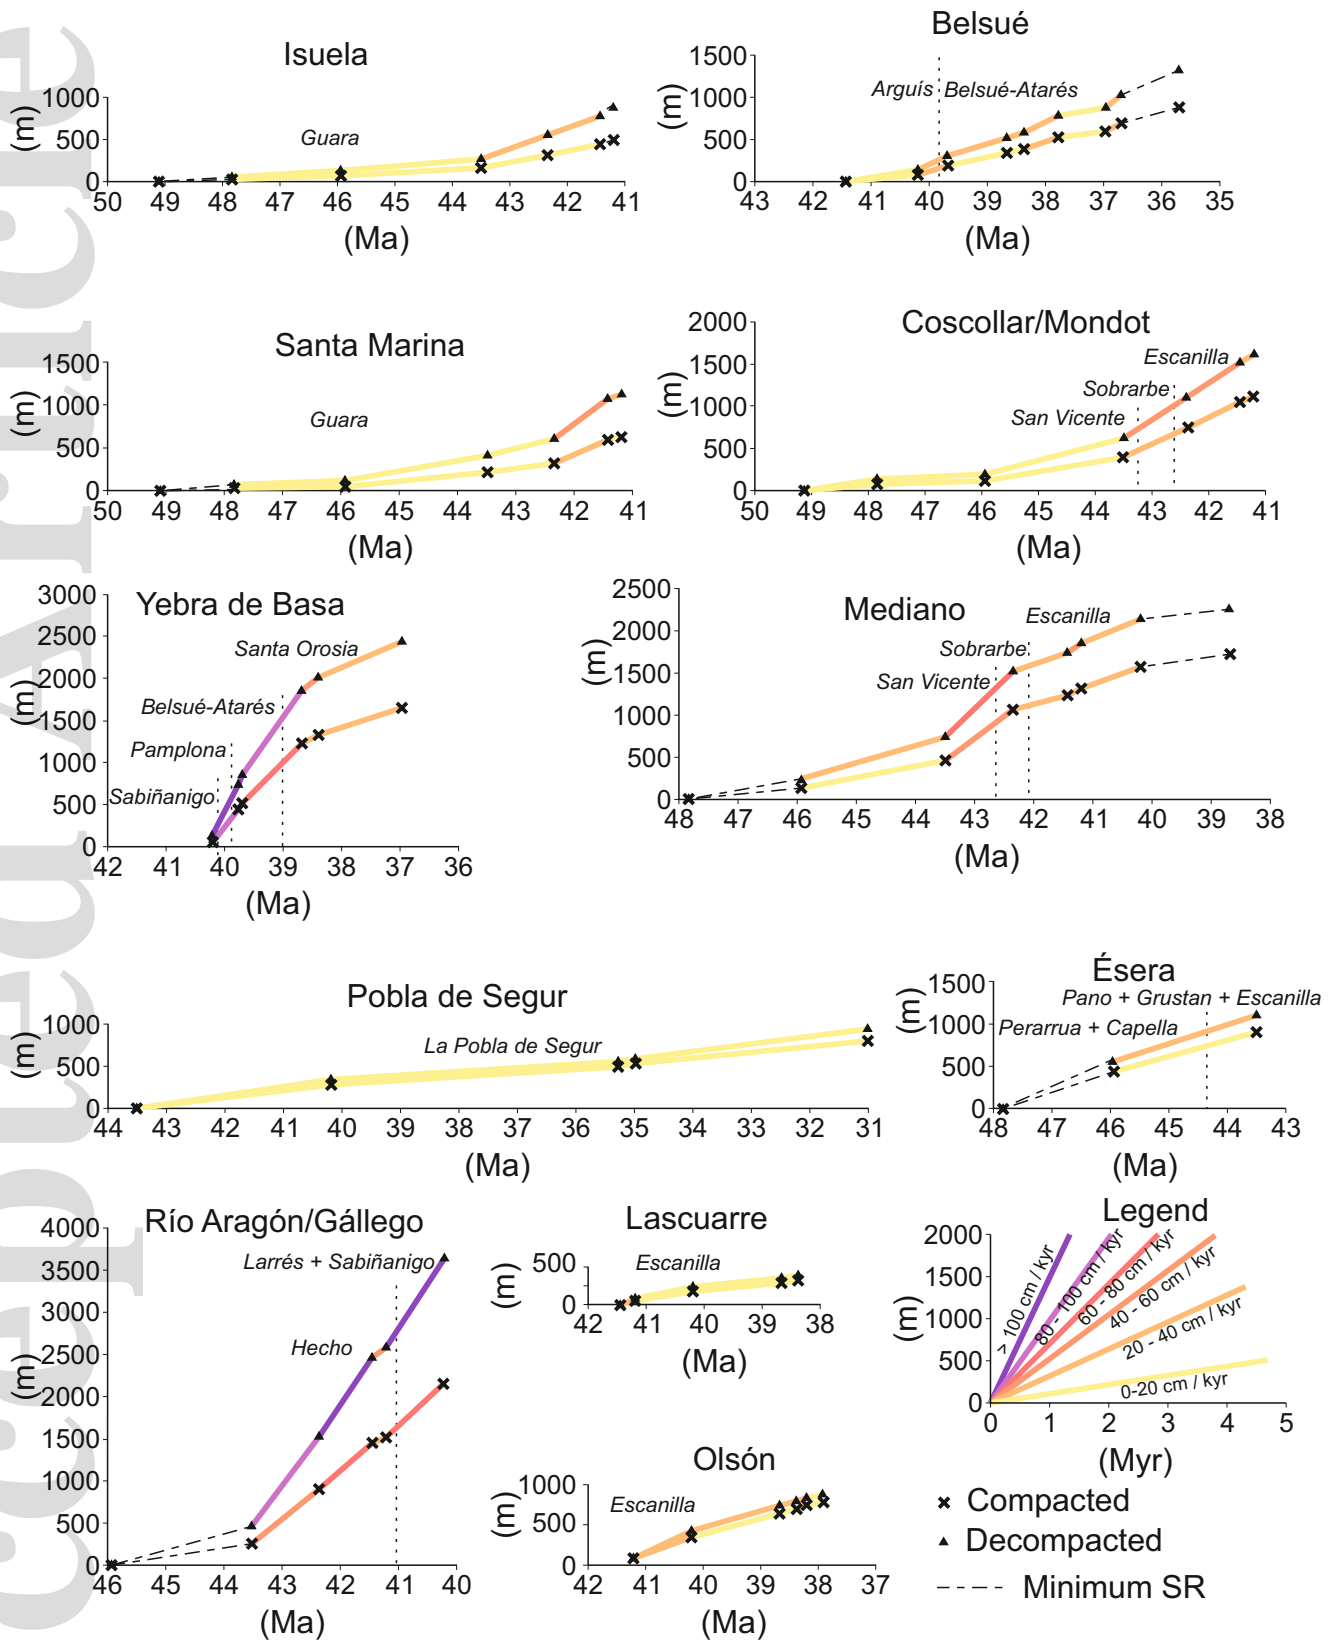 Accepted Article
Isuela
(m)
1000
500
0
Guara
50 49 48 47 46 45 44 43 42 41
(Ma)
Belsué
(m)
1500
1000
500
0
Arguís Belsué-Atarés
43 42 41 40 39 38 37 36 35
(Ma)
Santa Marina
(m)
1500
1000
500
0
Guara
50 49 48 47 46 45 44 43 42 41
(Ma)
Coscollar/Mondot
(m)
2000
1500
1000
500
0
Escanilla
Sobrarbe
San Vicente
50 49 48 47 46 45 44 43 42 41
(Ma)
Yebra de Basa
(m)
3000
2500
2000
1500
1000
500
0
Santa Orosia
Belsué-Atarés
Pamplona
Sabiñanigo
42 41 40 39 38 37 36
(Ma)
Mediano
(m)
2500
2000
1500
1000
500
0
Escanilla
Sobrarbe
San Vicente
48 47 46 45 44 43 42 41 40 39 38
(Ma)
Pobla de Segur
(m)
1000
500
0
La Pobla de Segur
44 43 42 41 40 39 38 37 36 35 34 33 32 31
(Ma)
Ésera
(m)
1500
1000
500
0
Pano + Grustan + Escanilla
Perarrua + Capella
48 47 46 45 44 43
(Ma)
Río Aragón/Gállego
(m)
4000
3500
3000
2500
2000
1500
1000
500
0
Larrés + Sabiñanigo
Hecho
46 45 44 43 42 41 40
(Ma)
Lascuarre
(m)
500
0
Escanilla
42 41 40 39 38
(Ma)
Olsón
(m)
1000
500
0
Escanilla
42 41 40 39 38 37
(Ma)
Legend
(m)
2000
1500
1000
500
0
> 100 cm / kyr
80 - 100 cm / kyr
60 - 80 cm / kyr
40 - 60 cm / kyr
20 - 40 cm / kyr
0-20 cm / kyr
0 1 2 3 4 5
(Myr)
Compacted
Decompacted
Minimum SR